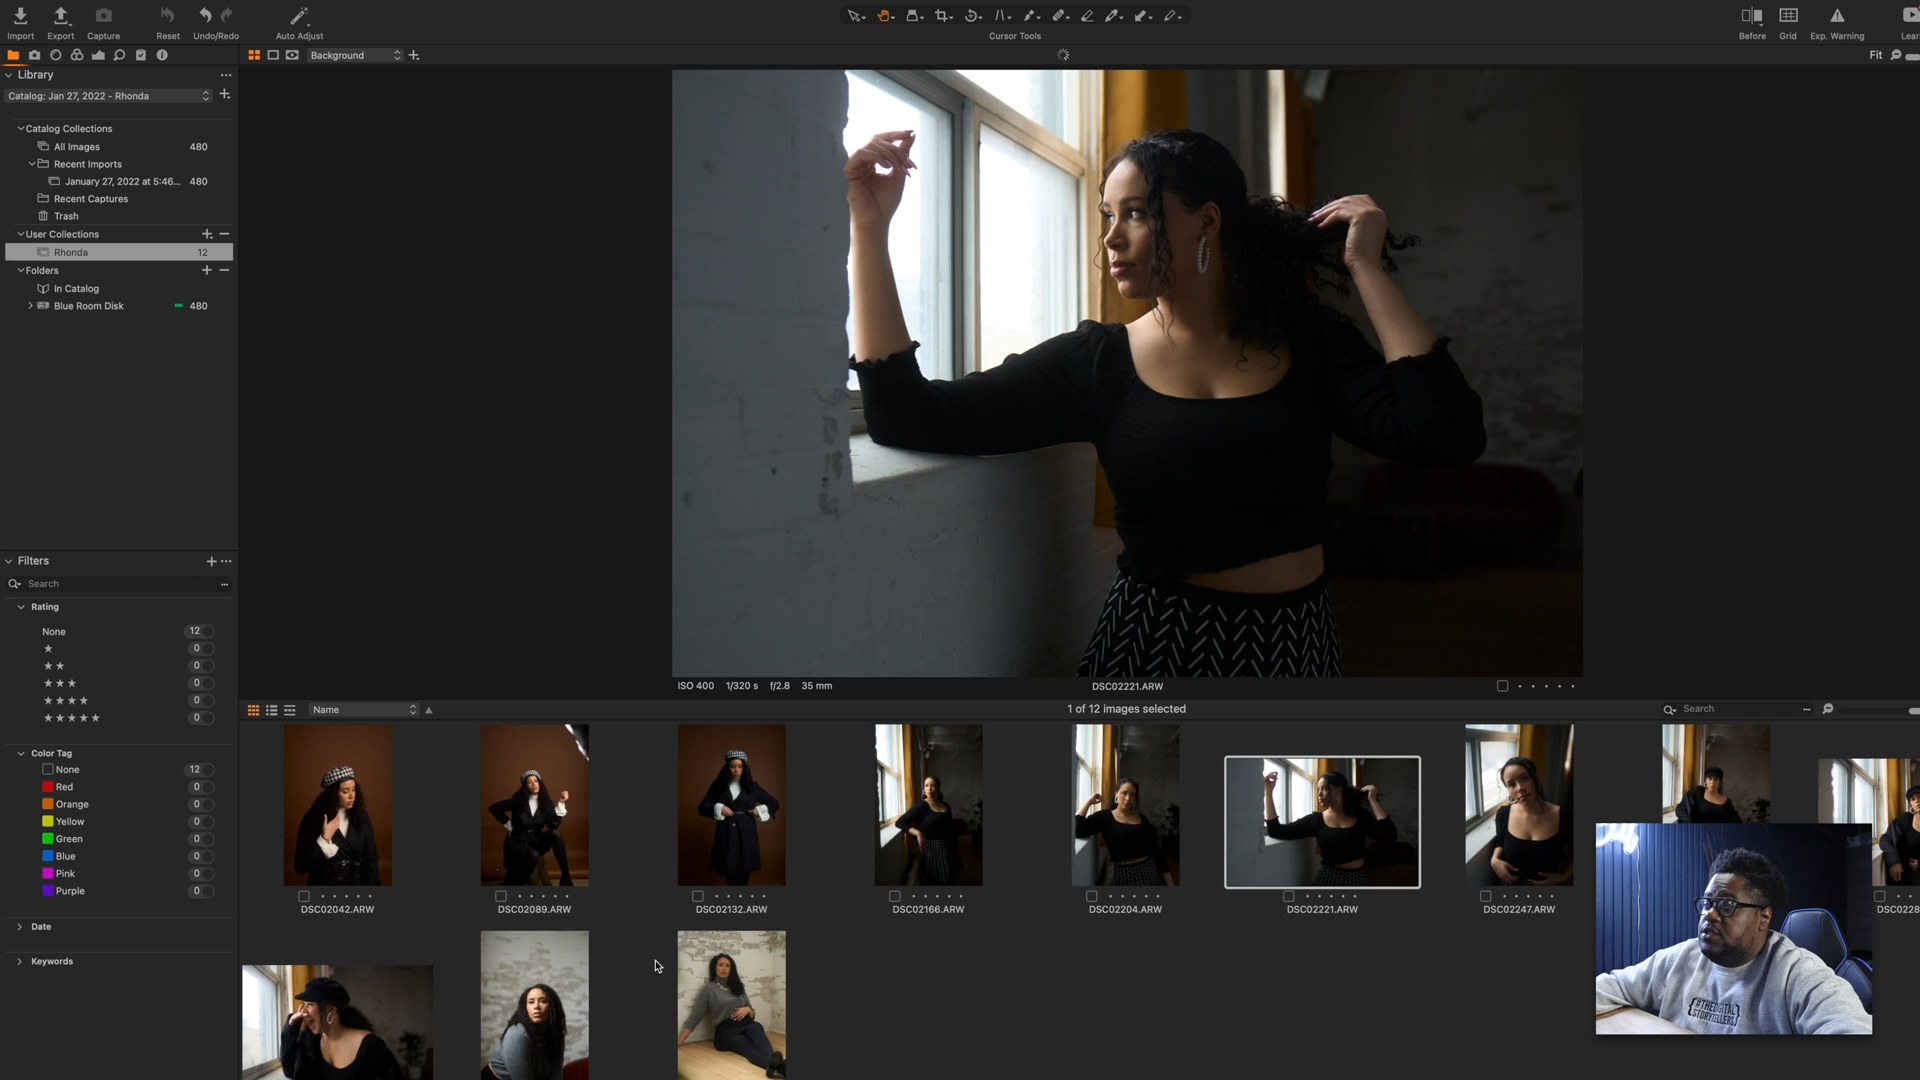 Import
Export
Capture
Reset
Undo/Redo
Auto Adjust
Cursor Tools
Before
Grid
Exp. Warning
Lear
Background
Fit
Library
Catalog: Jan 27, 2022 - Rhonda
Catalog Collections
All Images 480
Recent Imports
January 27, 2022 at 5:46... 480
Recent Captures
Trash
User Collections
Rhonda 12
Folders
In Catalog
Blue Room Disk 480
Filters
Search
Rating
None 12
0
0
0
0
0
Color Tag
None 12
Red 0
Orange 0
Yellow 0
Green 0
Blue 0
Pink 0
Purple 0
Date
Keywords
ISO 400 1/320 s f/2.8 35 mm
DSC02221.ARW
Name
1 of 12 images selected
Search
DSC02042.ARW
DSC02089.ARW
DSC02132.ARW
DSC02166.ARW
DSC02204.ARW
DSC02221.ARW
DSC02247.ARW
DSC0228
{#THEDIGITAL
STORYTELLERS}